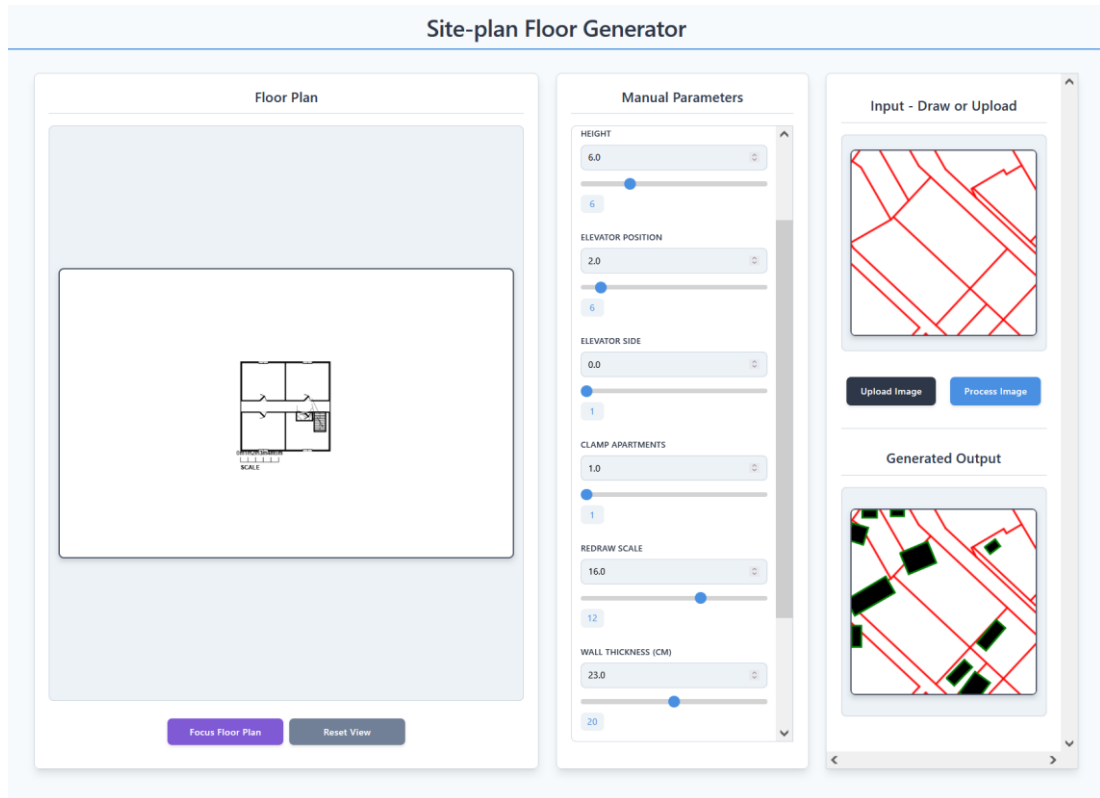 Site-plan Floor Generator
Floor Plan
SCALE
Focus Floor Plan
Reset View
Manual Parameters
HEIGHT
6.0
6
ELEVATOR POSITION
2.0
6
ELEVATOR SIDE
0.0
1
CLAMP APARTMENTS
1.0
1
REDRAW SCALE
16.0
12
WALL THICKNESS (CM)
23.0
20
Input - Draw or Upload
Upload Image
Process Image
Generated Output